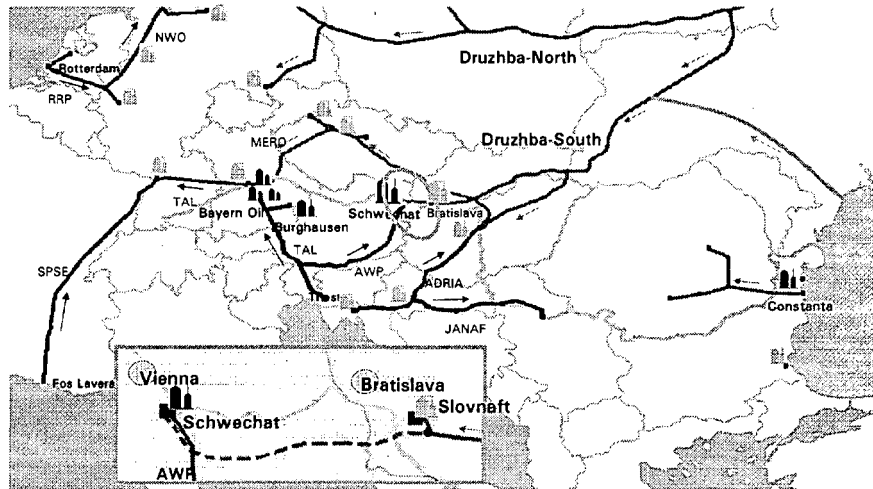 NWO
Rotterdam
RRP
Druzhba-North
MERO
Druzhba-South
TAL
Bayern Oil
Schwechat
Bratislava
Burghausen
TAL
AWP
SPSE
ADRIA
JANAF
Constanta
Fos Lavera
Vienna
Bratislava
Schwechat
Slovnaft
AWP